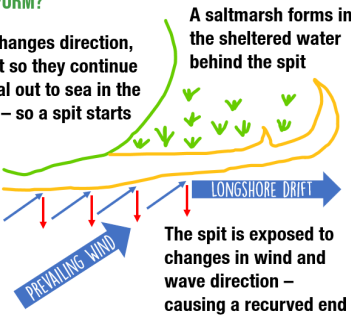 ORM?
hanges direction,
t so they continue
al out to sea in the
– so a spit starts
A saltmarsh forms in
the sheltered water
behind the spit
LONGSHORE DRIFT
PREVAILING WIND
The spit is exposed to
changes in wind and
wave direction –
causing a recurved end